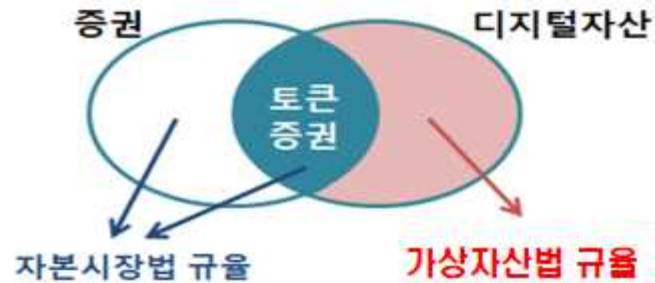 증권
디지털자산
토큰
증권
자본시장법 규율
가상자산법 규율